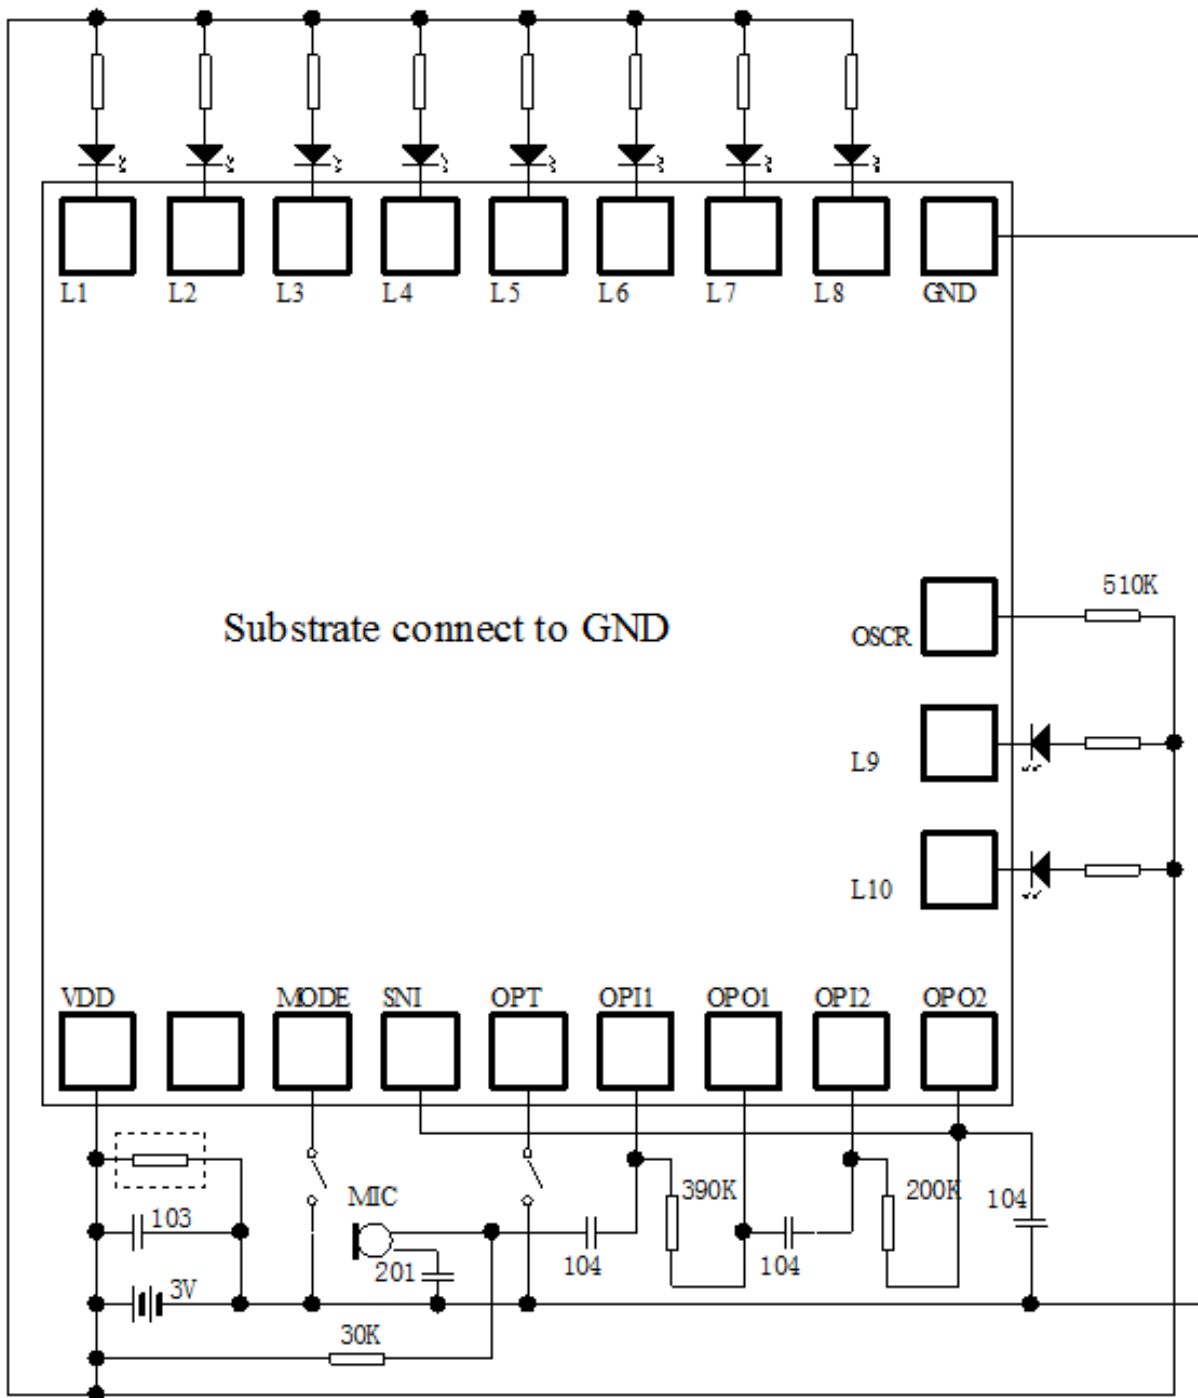 L1 L2 L3 L4 L5 L6 L7 L8 GND
510K
Substrate connect to GND
OSCR
L9
L10
VDD MODE SNI OPT OPI1 OPO1 OPI2 OPO2
MIC 390K 200K 104
103
104 104
201
3V
30K